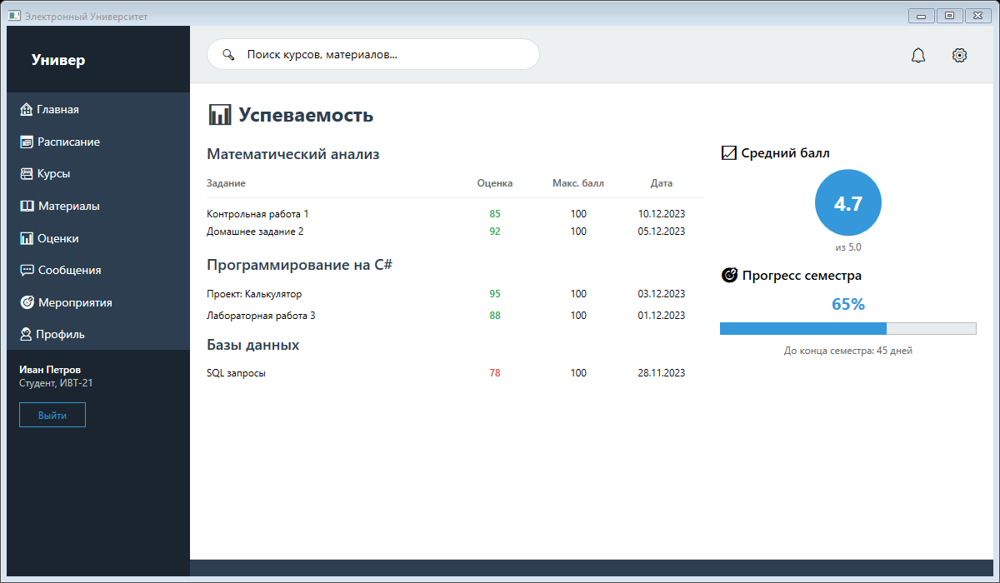 Электронный Университет
Универ
Поиск курсов, материалов...
Главная
Расписание
Курсы
Материалы
Оценки
Сообщения
Мероприятия
Профиль
Иван Петров
Студент, ИВТ-21
Выйти
Успеваемость
Математический анализ
Задание Оценка Макс. балл Дата
Контрольная работа 1 85 100 10.12.2023
Домашнее задание 2 92 100 05.12.2023
Программирование на C#
Проект: Калькулятор 95 100 03.12.2023
Лабораторная работа 3 88 100 01.12.2023
Базы данных
SQL запросы 78 100 28.11.2023
Средний балл
4.7
из 5.0
Прогресс семестра
65%
До конца семестра: 45 дней